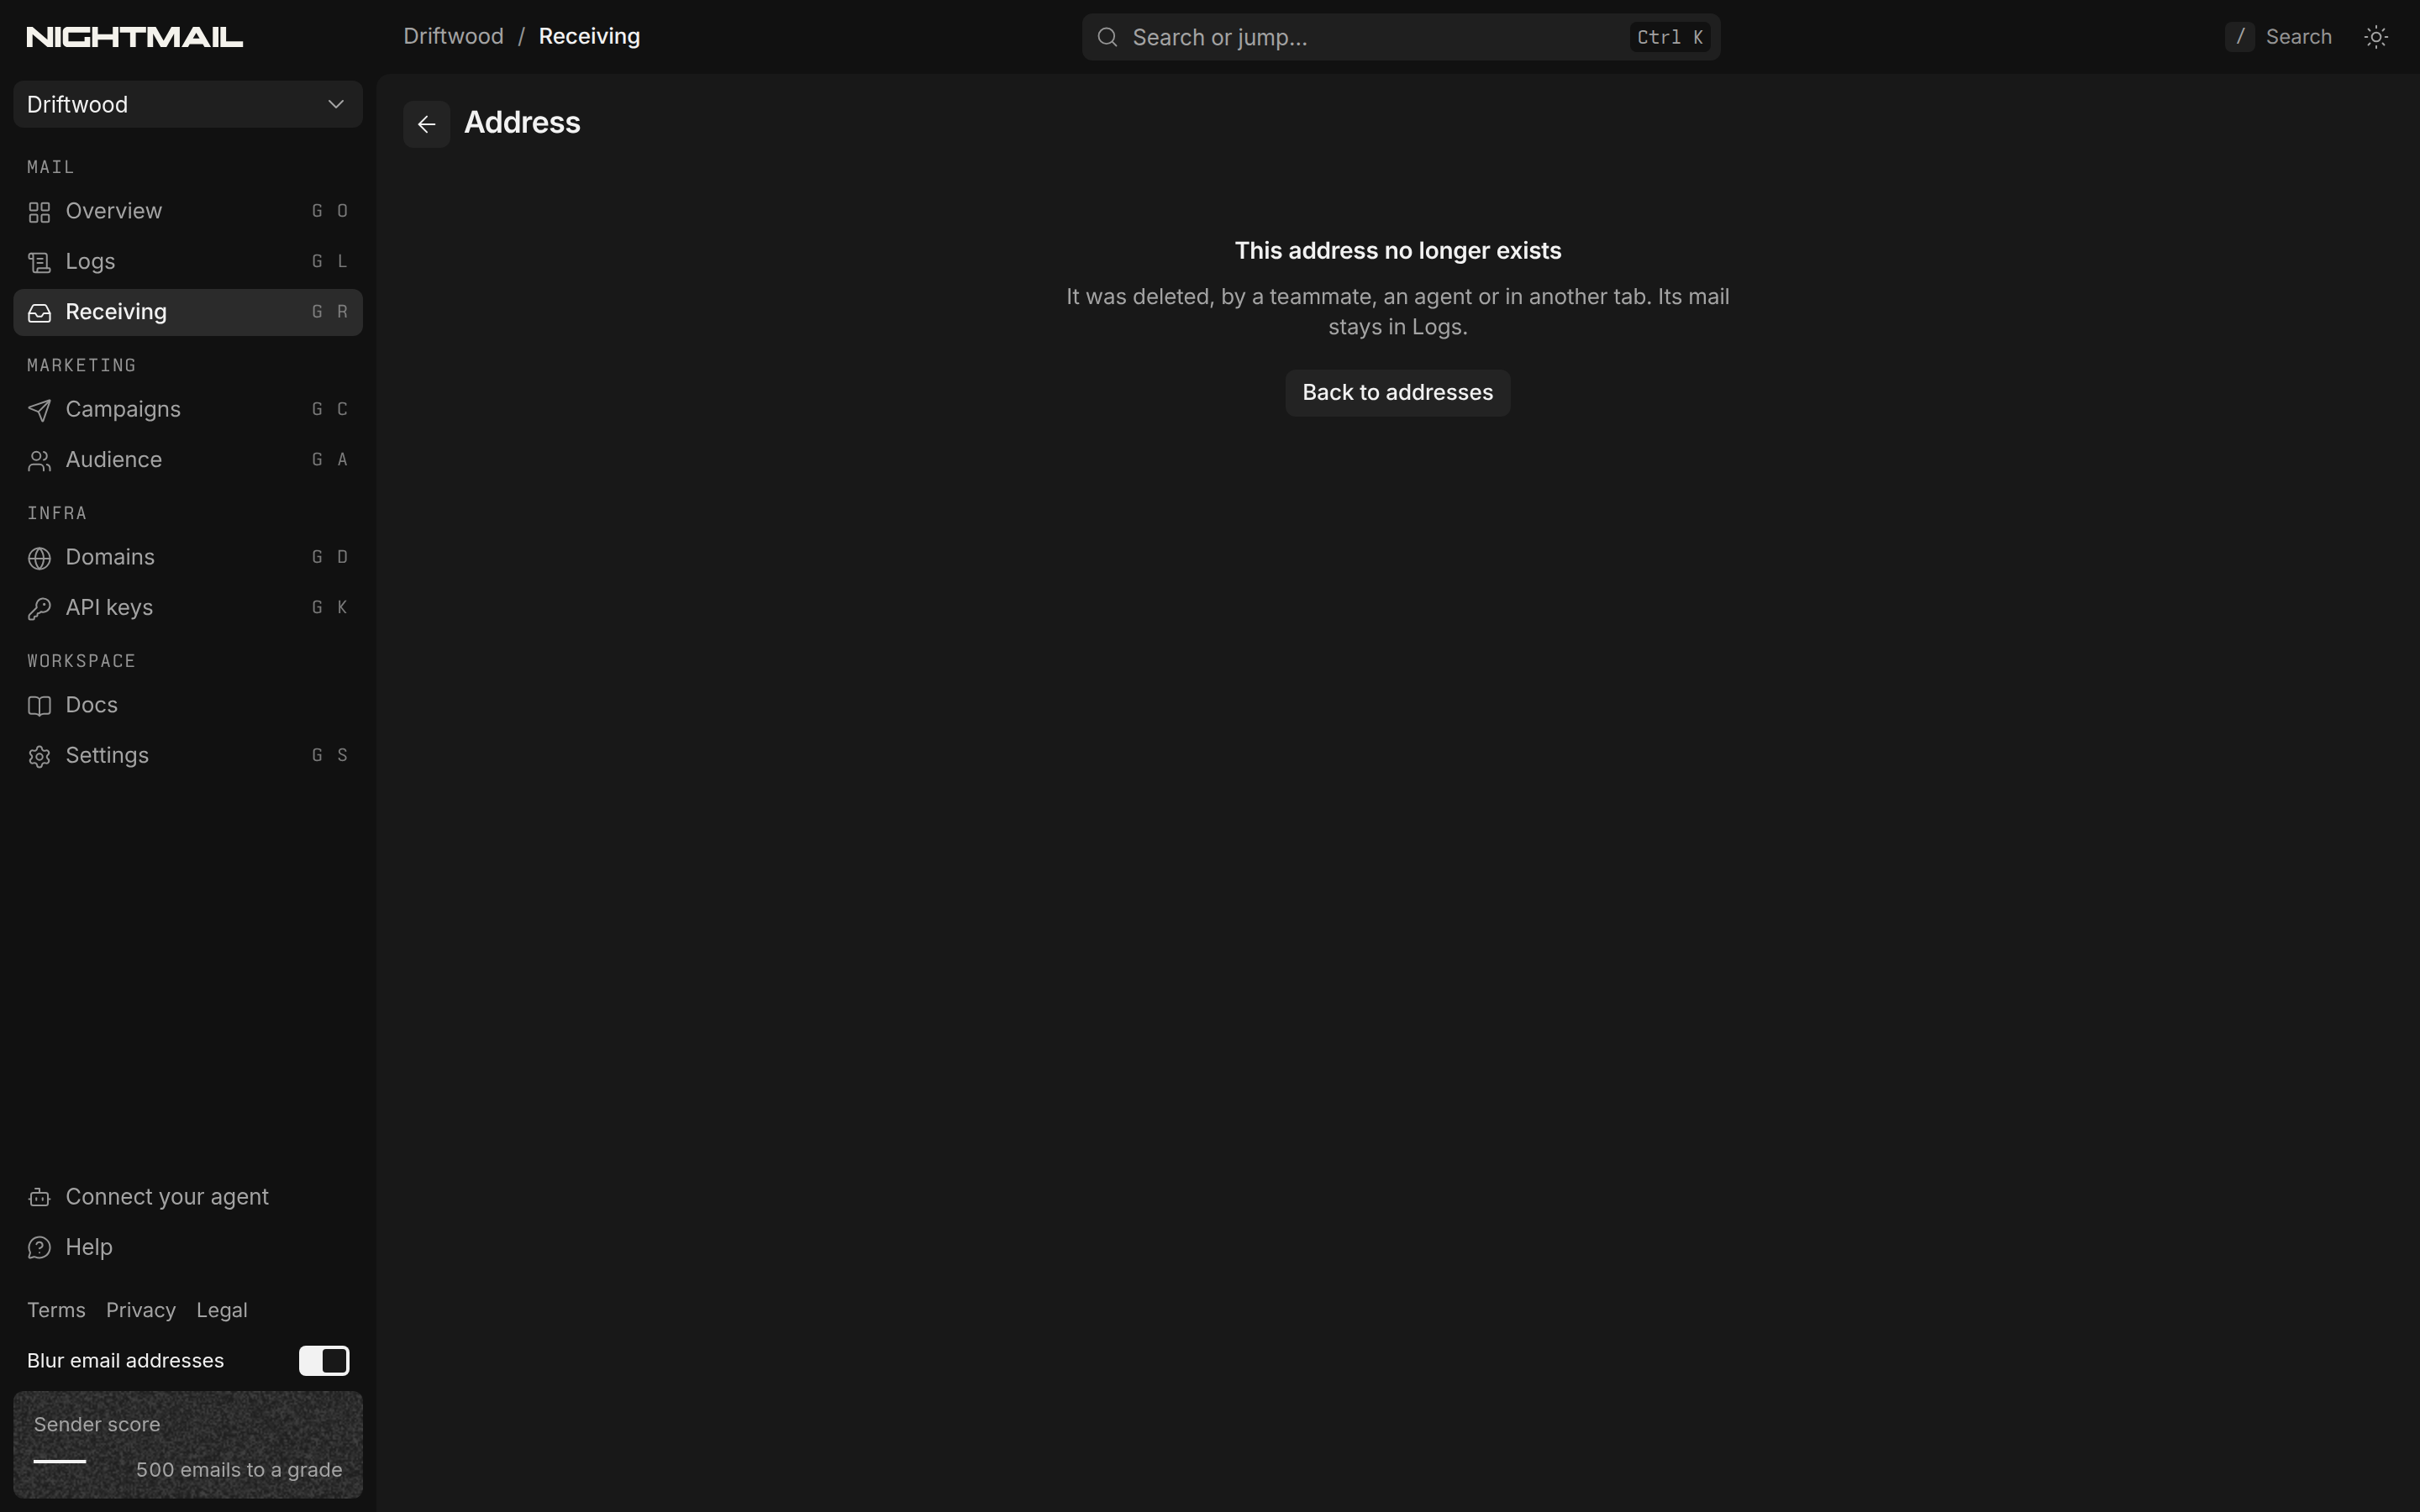 NIGHTMAIL
Driftwood / Receiving
Search or jump... Ctrl K
/ Search
Driftwood
Address
MAIL
Overview G O
Logs G L
Receiving G R
MARKETING
Campaigns G C
Audience G A
INFRA
Domains G D
API keys G K
WORKSPACE
Docs
Settings G S
This address no longer exists
It was deleted, by a teammate, an agent or in another tab. Its mail
stays in Logs.
Back to addresses
Connect your agent
Help
Terms Privacy Legal
Blur email addresses
Sender score
500 emails to a grade